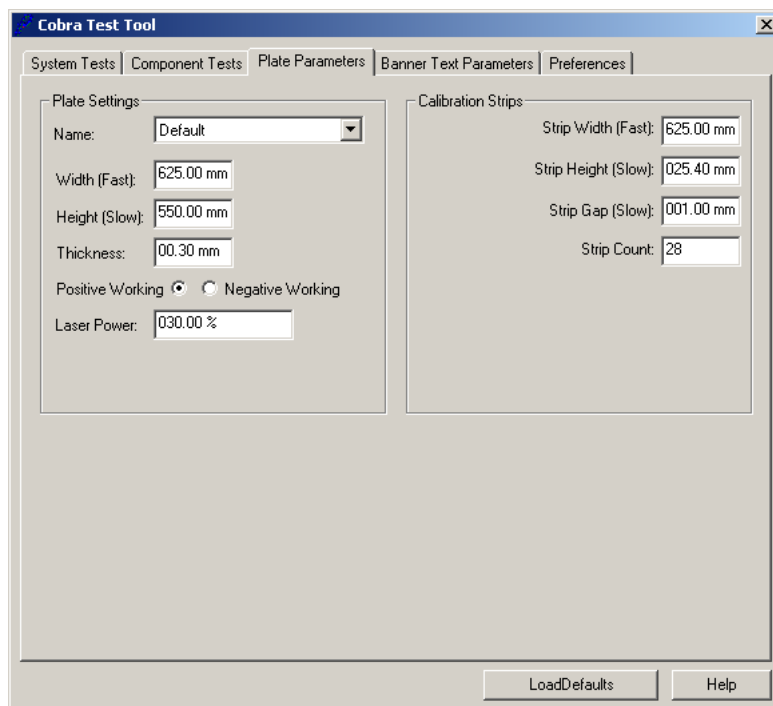 Cobra Test Tool
System Tests Component Tests Plate Parameters Banner Text Parameters Preferences
Plate Settings
Name: Default
Width (Fast): 625.00 mm
Height (Slow): 550.00 mm
Thickness: 00.30 mm
Positive Working Negative Working
Laser Power: 030.00 %
Calibration Strips
Strip Width (Fast): 625.00 mm
Strip Height (Slow): 025.40 mm
Strip Gap (Slow): 001.00 mm
Strip Count: 28
LoadDefaults Help